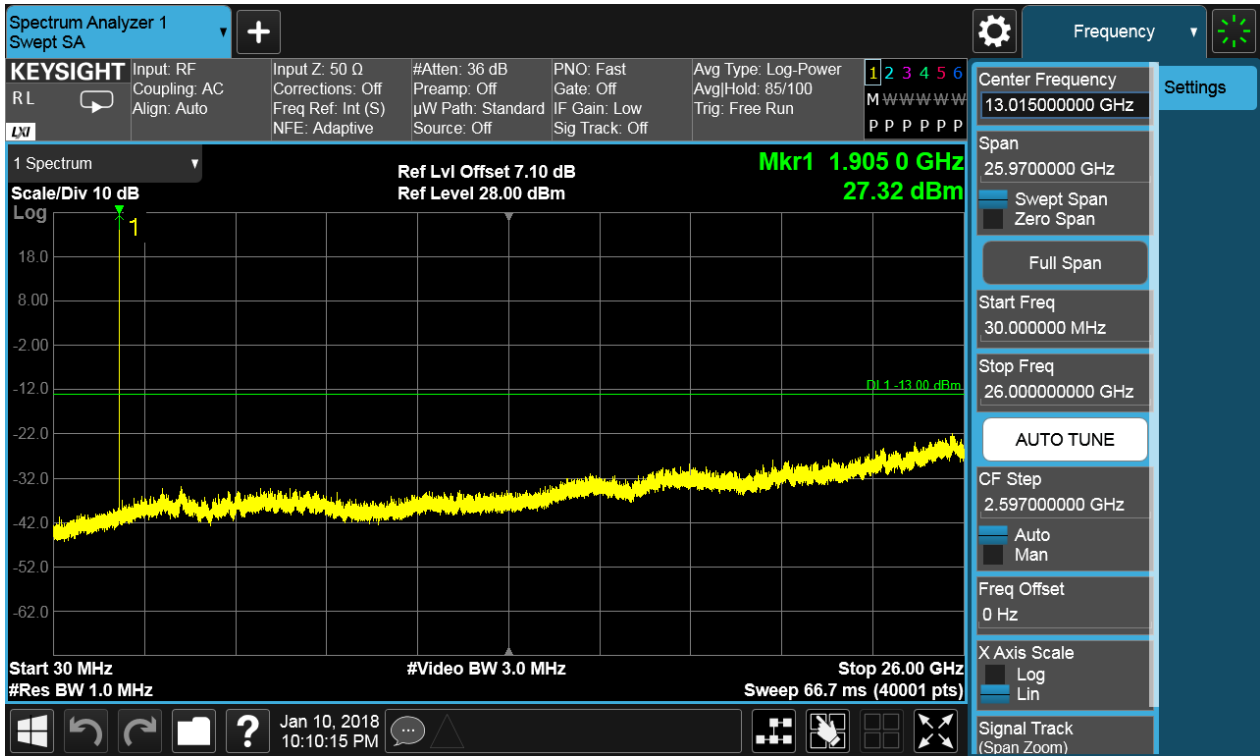 Spectrum Analyzer 1
Swept SA
Frequency
KEYSIGHT
RL
LXI
Input: RF
Coupling: AC
Align: Auto
Input Z: 50 Ω
Corrections: Off
Freq Ref: Int (S)
NFE: Adaptive
#Atten: 36 dB
Preamp: Off
µW Path: Standard
Source: Off
PNO: Fast
Gate: Off
IF Gain: Low
Sig Track: Off
Avg Type: Log-Power
Avg|Hold: 85/100
Trig: Free Run
1 2 3 4 5 6
M W W W W W
P P P P P P
1 Spectrum
Scale/Div 10 dB
Log
Ref Lvl Offset 7.10 dB
Ref Level 28.00 dBm
Mkr1 1.905 0 GHz
27.32 dBm
1
18.0
8.00
-2.00
-12.0
-22.0
-32.0
-42.0
-52.0
-62.0
DL1 -13.00 dBm
Start 30 MHz
#Res BW 1.0 MHz
#Video BW 3.0 MHz
Stop 26.00 GHz
Sweep 66.7 ms (40001 pts)
?
Jan 10, 2018
10:10:15 PM
Center Frequency
13.015000000 GHz
Span
25.9700000 GHz
Swept Span
Zero Span
Full Span
Start Freq
30.000000 MHz
Stop Freq
26.000000000 GHz
AUTO TUNE
CF Step
2.597000000 GHz
Auto
Man
Freq Offset
0 Hz
X Axis Scale
Log
Lin
Signal Track
(Span Zoom)
Settings